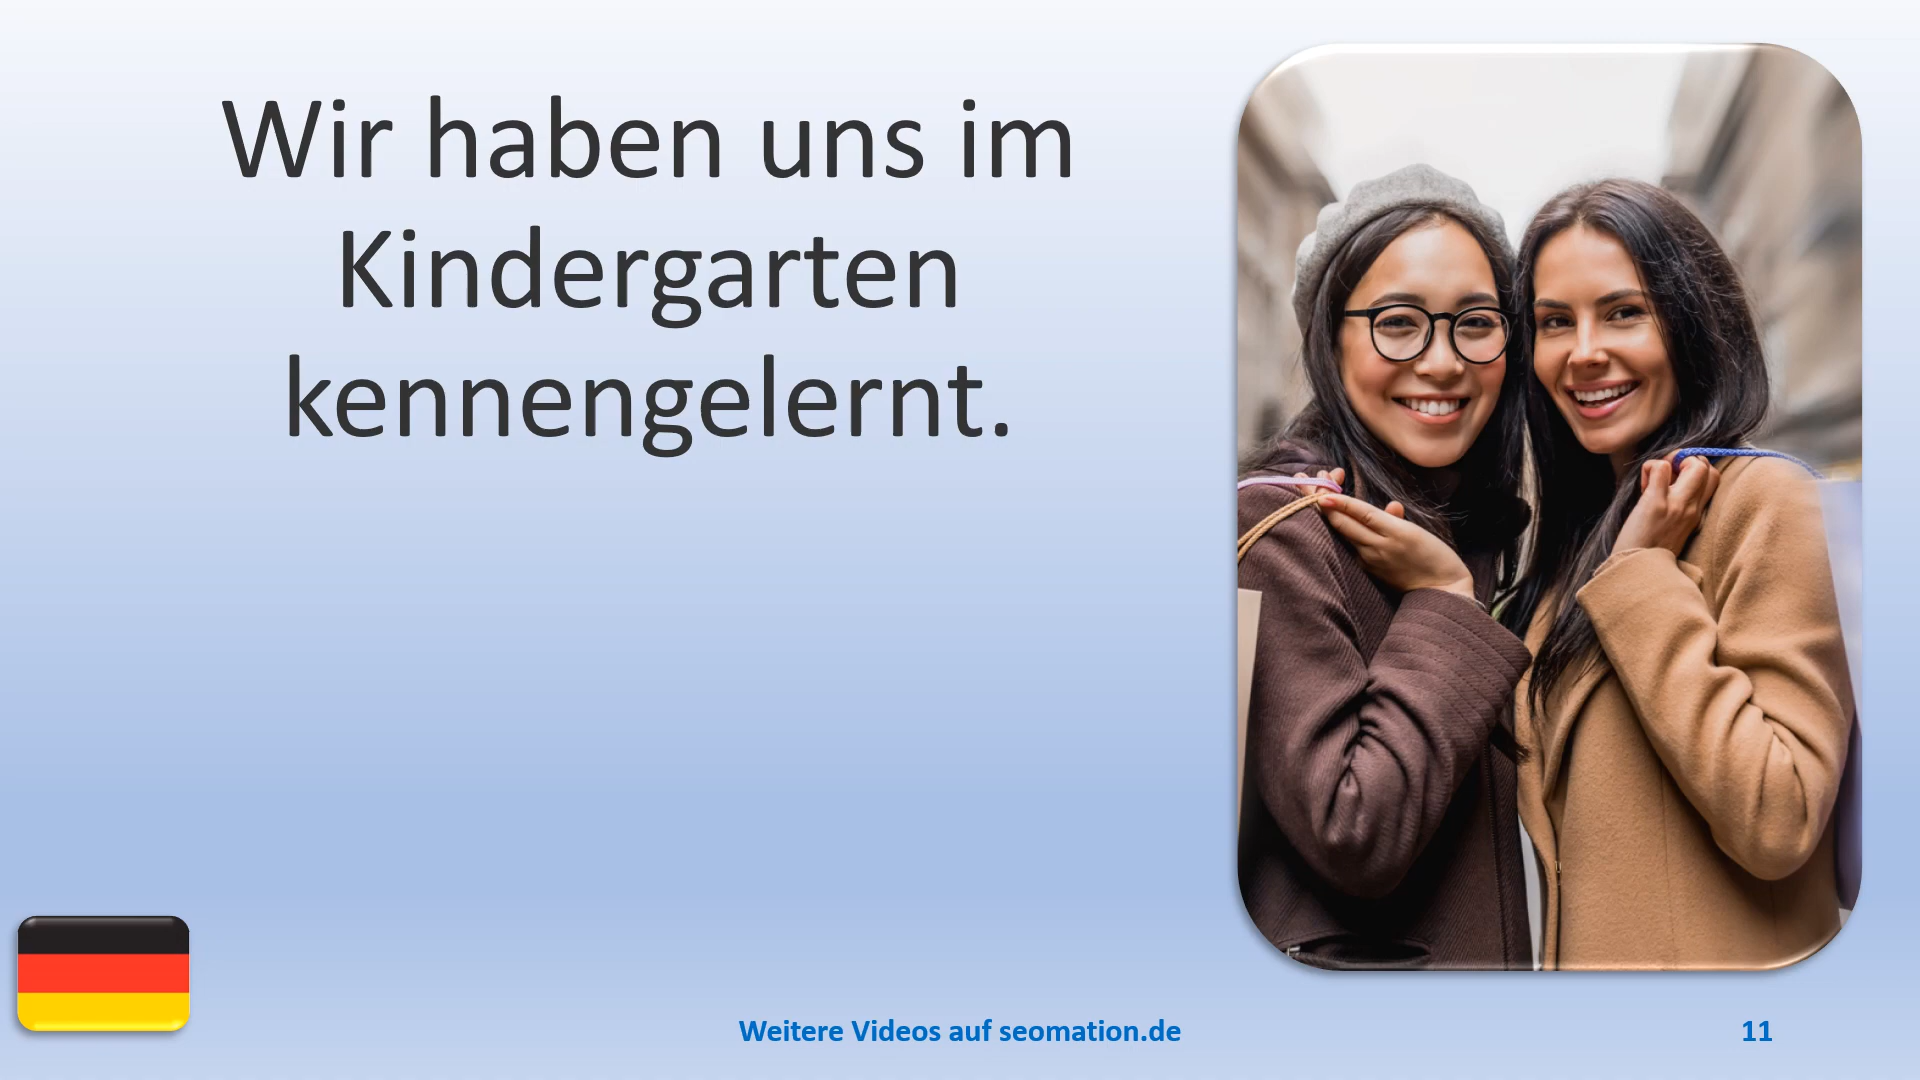 Wir haben uns im
Kindergarten
kennengelernt.
Weitere Videos auf seomation.de
11